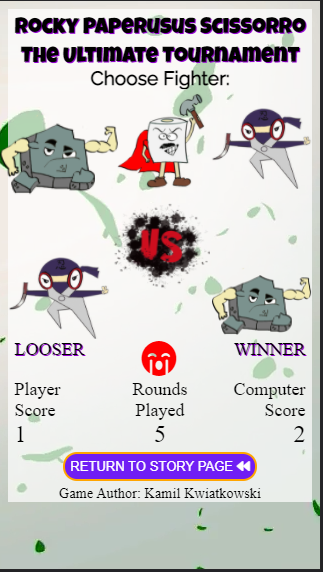 Rocky Paperusus Scissorro
The Ultimate Tournament
Choose Fighter:
VS
LOOSER
WINNER
Player Score
Rounds Played
Computer Score
1
5
2
RETURN TO STORY PAGE
Game Author: Kamil Kwiatkowski